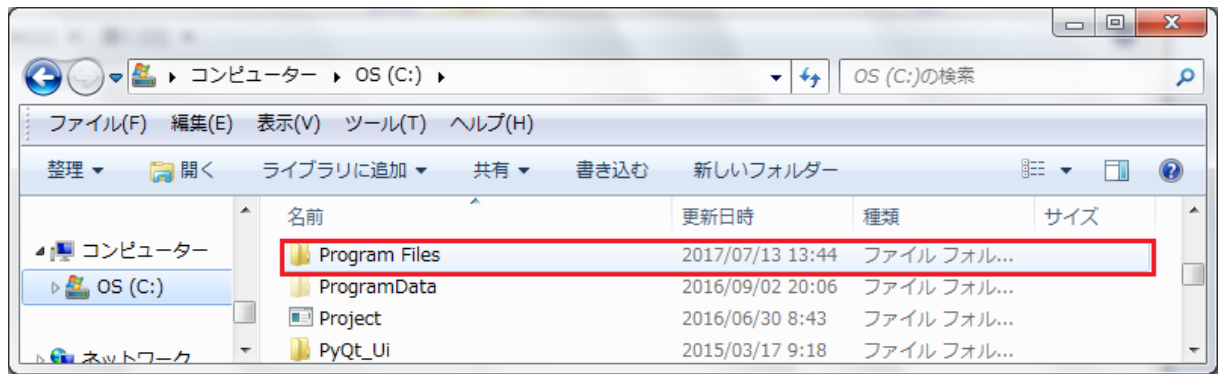 コンピューター OS (C:) OS (C:)の検索
ファイル(F) 編集(E) 表示(V) ツール(T) ヘルプ(H)
整理 開く ライブラリに追加 共有 書き込む 新しいフォルダー
名前 更新日時 種類 サイズ
コンピューター
OS (C:)
ネットワーク
Program Files 2017/07/13 13:44 ファイル フォル...
ProgramData 2016/09/02 20:06 ファイル フォル...
Project 2016/06/30 8:43 ファイル フォル...
PyQt_Ui 2015/03/17 9:18 ファイル フォル...